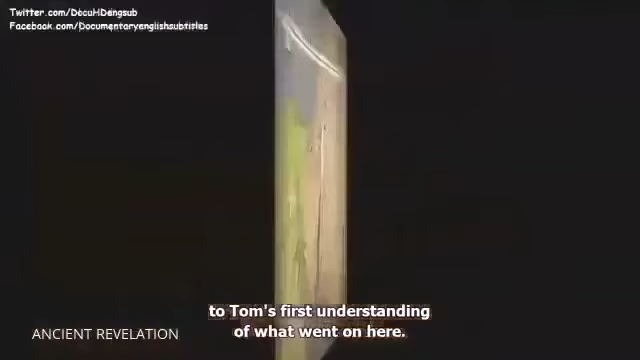 Twitter.com/DocuHDengsub
Facebook.com/Documentaryenglishsubtitles
to Tom's first understanding
of what went on here.
ANCIENT REVELATION